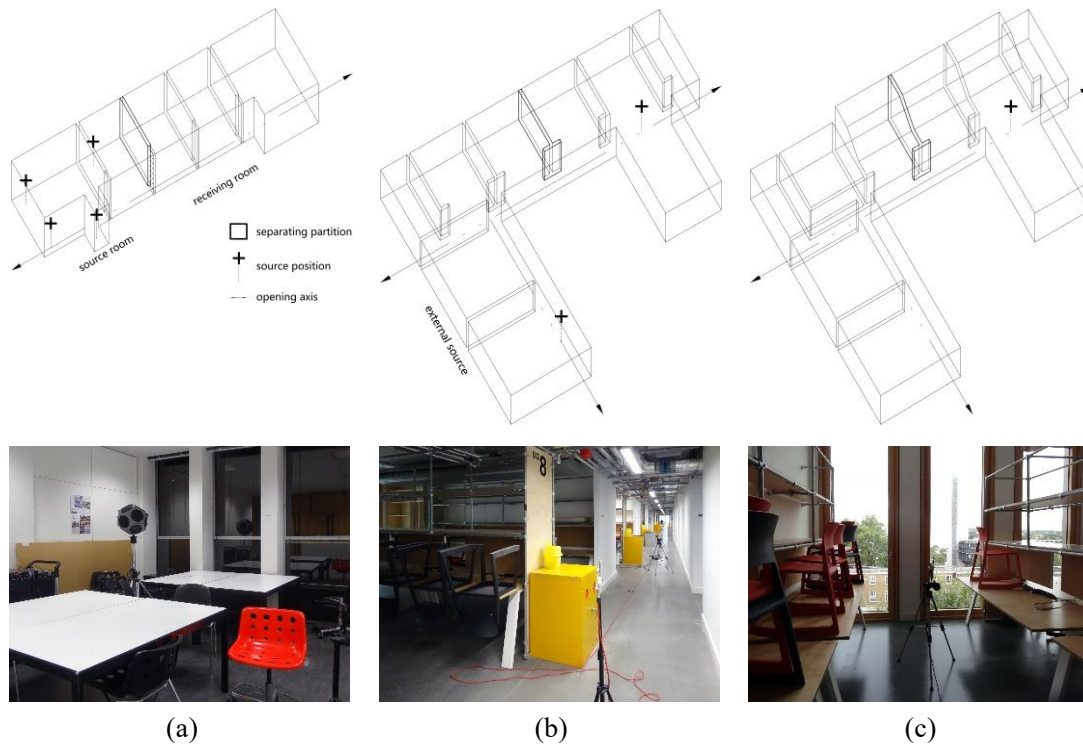 receiving room
source room
separating partition
source position
opening axis
external source
8
(a)
(b)
(c)